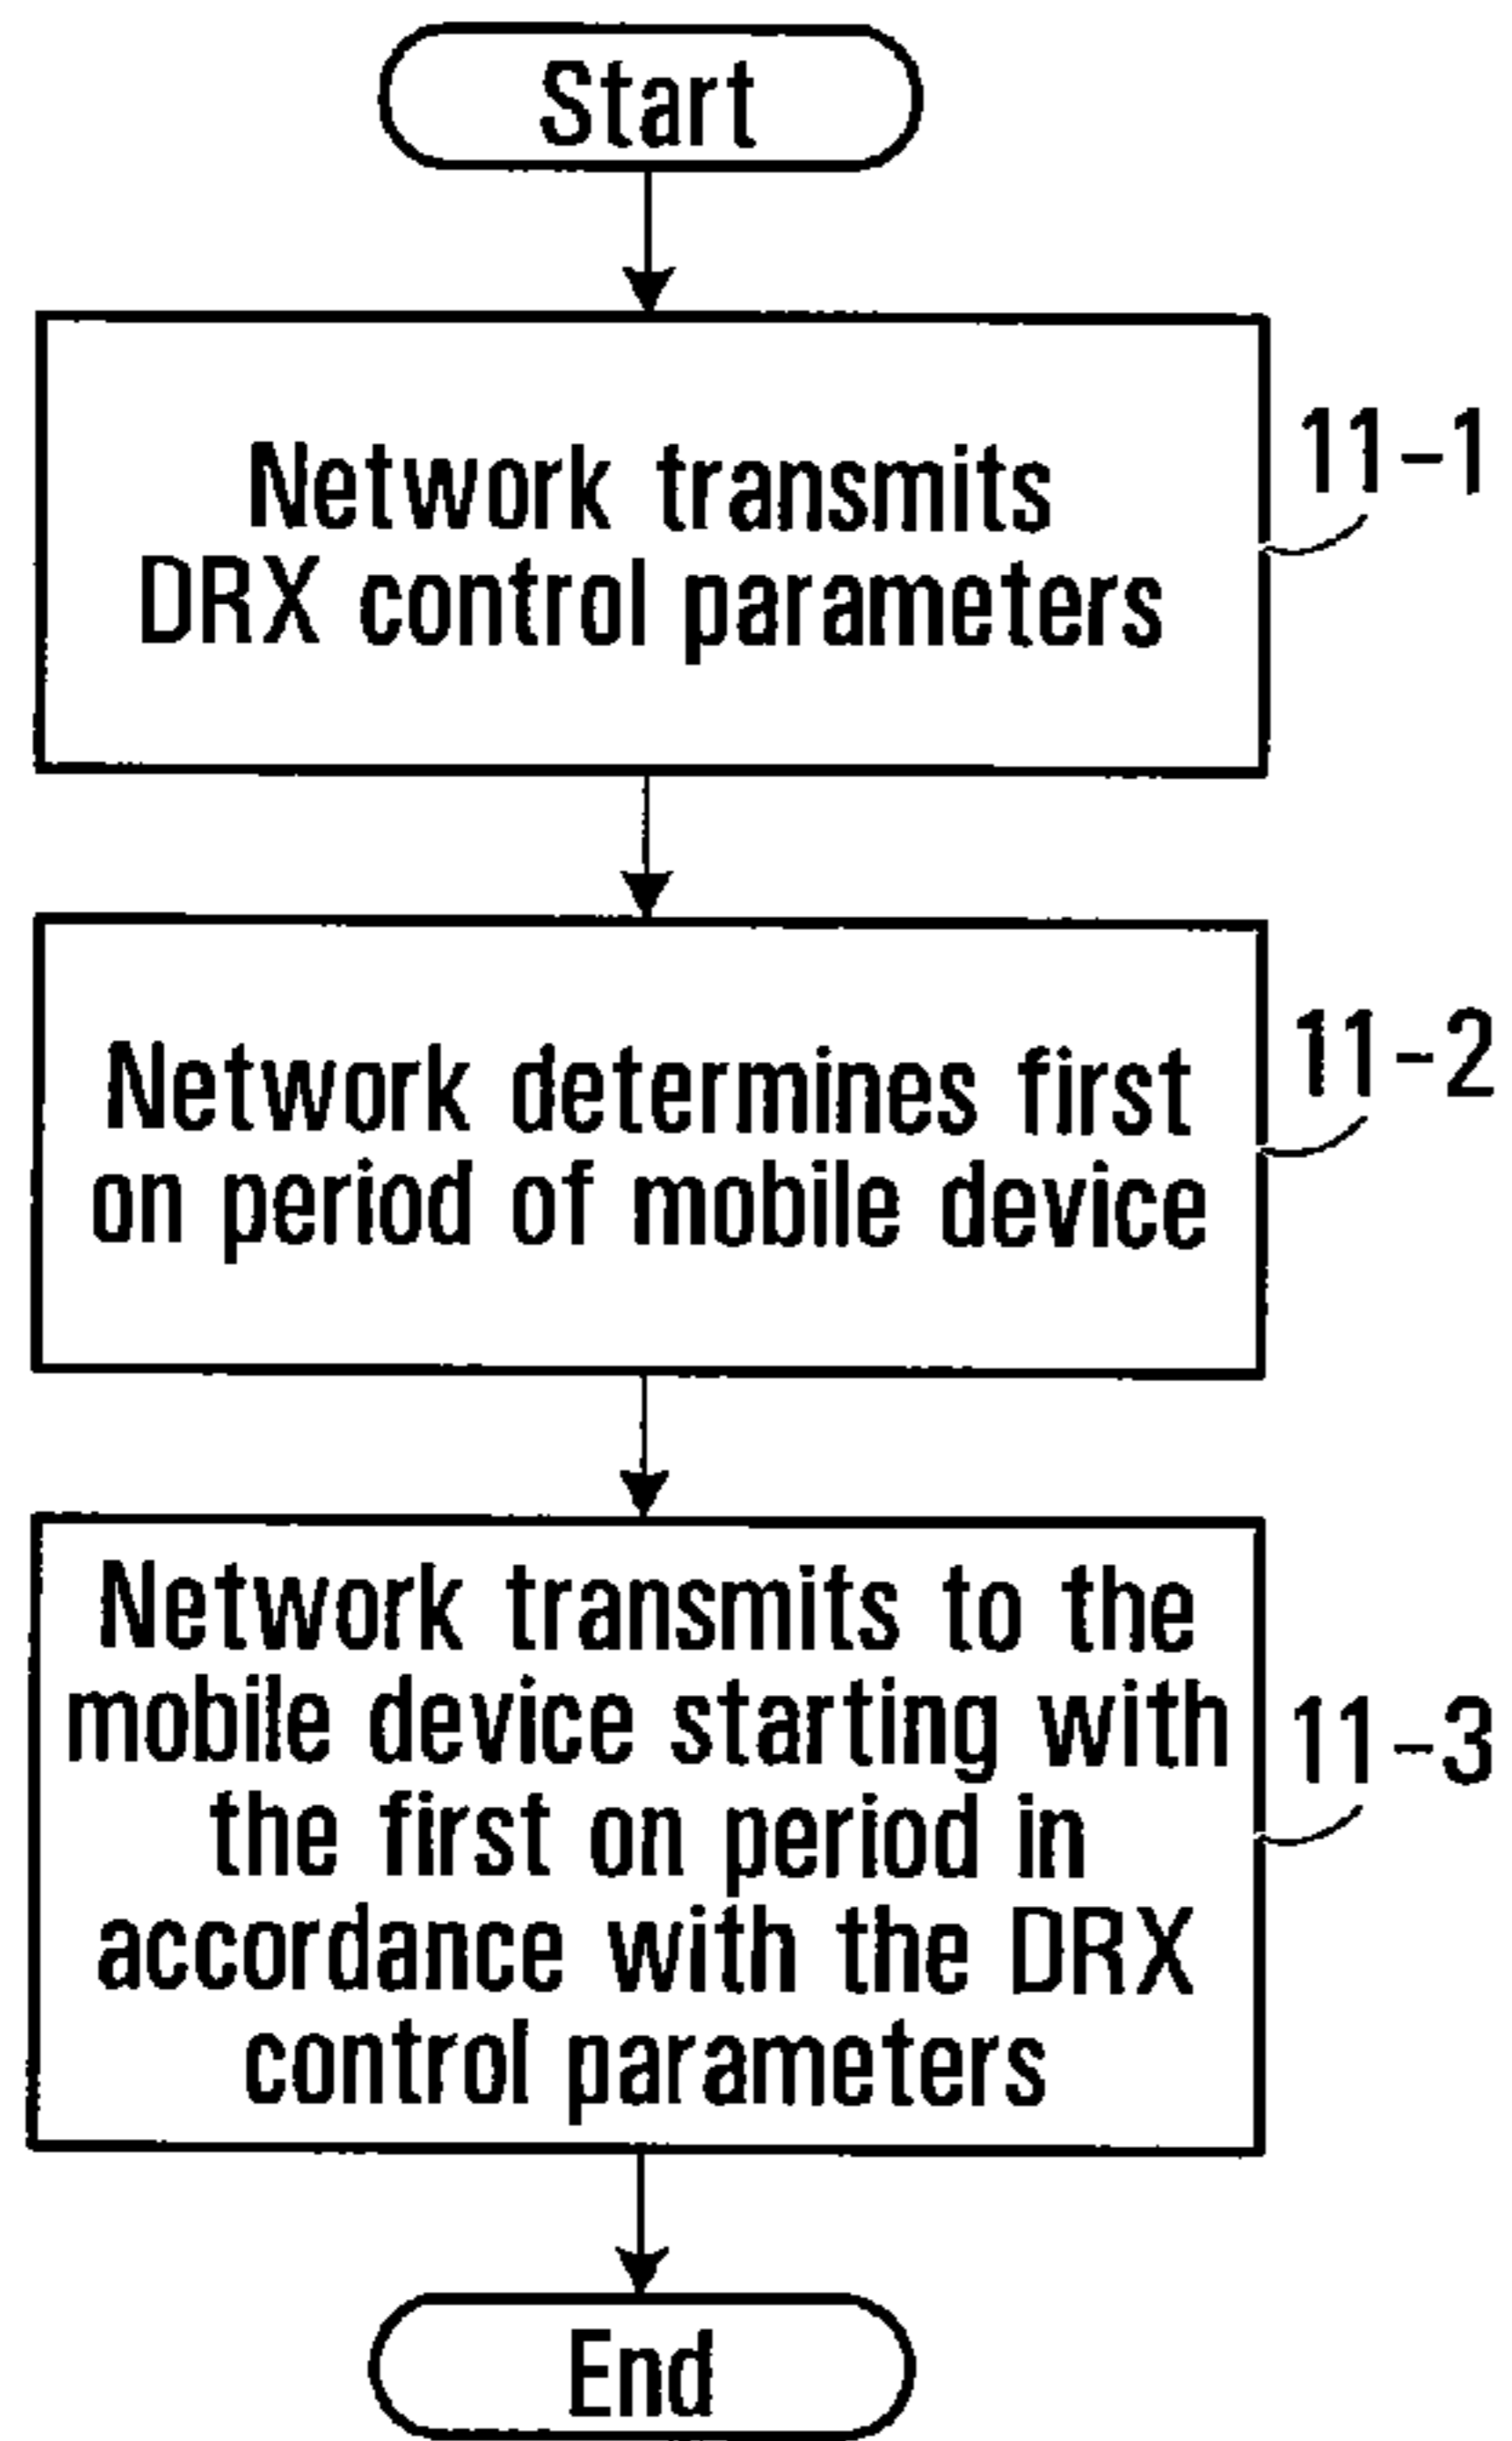 Start
Network transmits
DRX control parameters
11-1
Network determines first
on period of mobile device
11-2
Network transmits to the
mobile device starting with
the first on period in
accordance with the DRX
control parameters
11-3
End